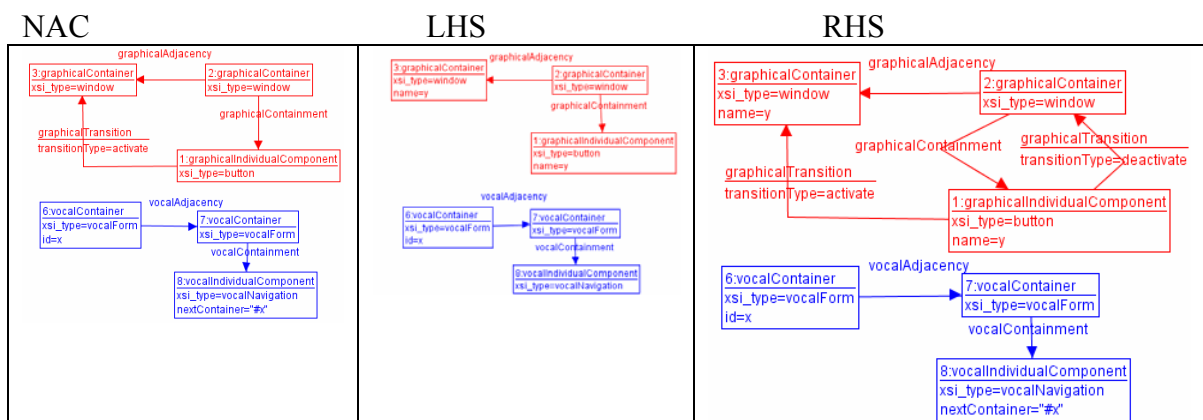 NAC
LHS
RHS
graphicalAdjacency
3:graphicalContainer
xsi_type=window
2:graphicalContainer
xsi_type=window
graphicalContainment
graphicalTransition
transitionType=activate
1:graphicalIndividualComponent
xsi_type=button
6:vocalContainer
xsi_type=vocalForm
id=x
vocalAdjacency
7:vocalContainer
xsi_type=vocalForm
vocalContainment
8:vocalIndividualComponent
xsi_type=vocalNavigation
nextContainer="#x"
graphicalAdjacency
3:graphicalContainer
xsi_type=window
name=y
2:graphicalContainer
xsi_type=window
graphicalContainment
1:graphicalIndividualComponent
xsi_type=button
name=y
vocalAdjacency
6:vocalContainer
xsi_type=vocalForm
id=x
7:vocalContainer
xsi_type=vocalForm
vocalContainment
8:vocalIndividualComponent
xsi_type=vocalNavigation
graphicalAdjacency
3:graphicalContainer
xsi_type=window
name=y
2:graphicalContainer
xsi_type=window
graphicalContainment
graphicalTransition
transitionType=deactivate
graphicalTransition
transitionType=activate
1:graphicalIndividualComponent
xsi_type=button
name=y
vocalAdjacency
6:vocalContainer
xsi_type=vocalForm
id=x
7:vocalContainer
xsi_type=vocalForm
vocalContainment
8:vocalIndividualComponent
xsi_type=vocalNavigation
nextContainer="#x"